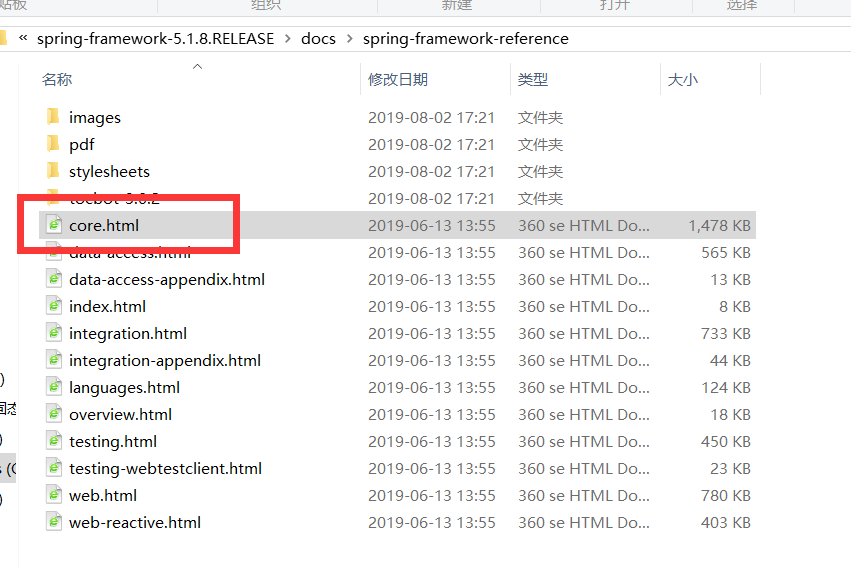 组织 新建 打开 选择
« spring-framework-5.1.8.RELEASE > docs > spring-framework-reference
名称 修改日期 类型 大小
images 2019-08-02 17:21 文件夹
pdf 2019-08-02 17:21 文件夹
stylesheets 2019-08-02 17:21 文件夹
2019-08-02 17:21 文件夹
core.html 2019-06-13 13:55 360 se HTML Do... 1,478 KB
data-access.html 2019-06-13 13:55 360 se HTML Do... 565 KB
data-access-appendix.html 2019-06-13 13:55 360 se HTML Do... 13 KB
index.html 2019-06-13 13:55 360 se HTML Do... 8 KB
integration.html 2019-06-13 13:55 360 se HTML Do... 733 KB
integration-appendix.html 2019-06-13 13:55 360 se HTML Do... 44 KB
languages.html 2019-06-13 13:55 360 se HTML Do... 124 KB
overview.html 2019-06-13 13:55 360 se HTML Do... 18 KB
testing.html 2019-06-13 13:55 360 se HTML Do... 450 KB
testing-webtestclient.html 2019-06-13 13:55 360 se HTML Do... 23 KB
web.html 2019-06-13 13:55 360 se HTML Do... 780 KB
web-reactive.html 2019-06-13 13:55 360 se HTML Do... 403 KB